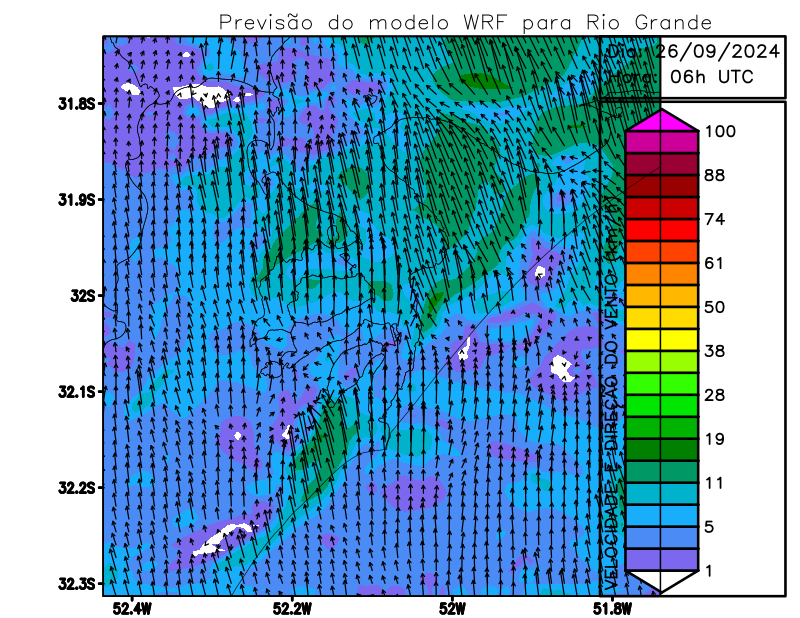 Previsão do modelo WRF para Rio Grande
Dia: 26/09/2024
Hora: 06h UTC
VELOCIDADE E DIREÇÃO DO VENTO (km/h)
100
88
74
61
50
38
28
19
11
5
1
31.8S
31.9S
32S
32.1S
32.2S
32.3S
52.4W
52.2W
52W
51.8W